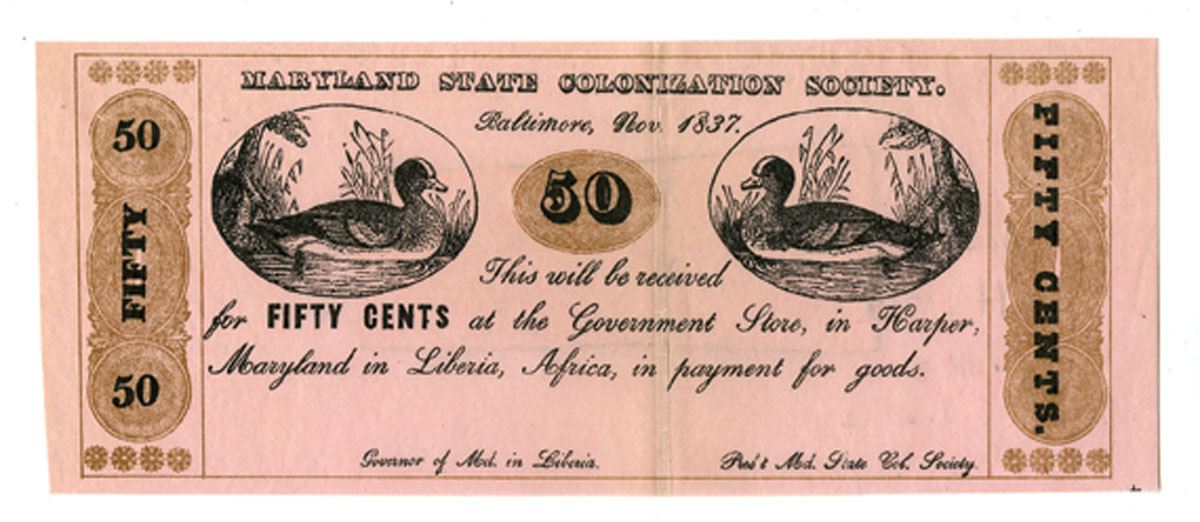 MARYLAND STATE COLONIZATION SOCIETY.
Baltimore, Nov. 1837.
50
FIFTY
50
50
This will be received
for FIFTY CENTS at the Government Store, in Harper,
Maryland in Liberia, Africa, in payment for goods.
Governor of Md. in Liberia.
Pres't Md. State Col. Society.
FIFTY CENTS.